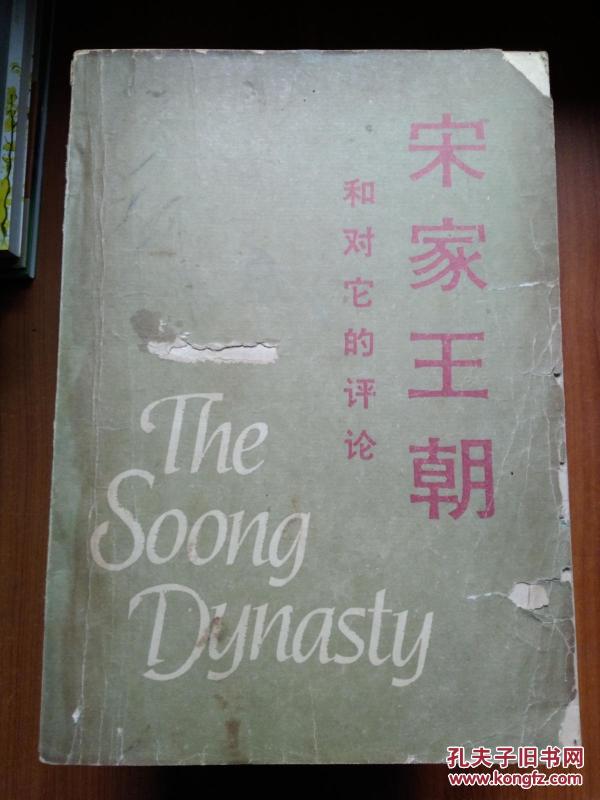 宋家王朝
和对它的评论
The
Soong
Dynasty
孔夫子旧书网
www.kongfz.com